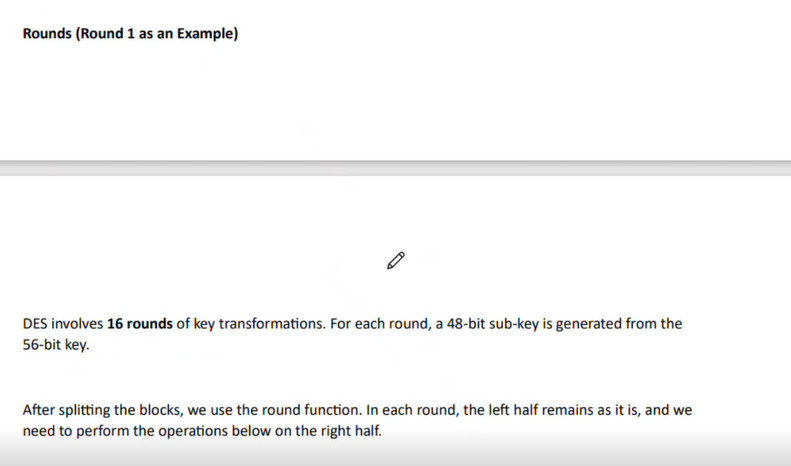 Rounds (Round 1 as an Example)
DES involves 16 rounds of key transformations. For each round, a 48-bit sub-key is generated from the
56-bit key.
After splitting the blocks, we use the round function. In each round, the left half remains as it is, and we
need to perform the operations below on the right half.